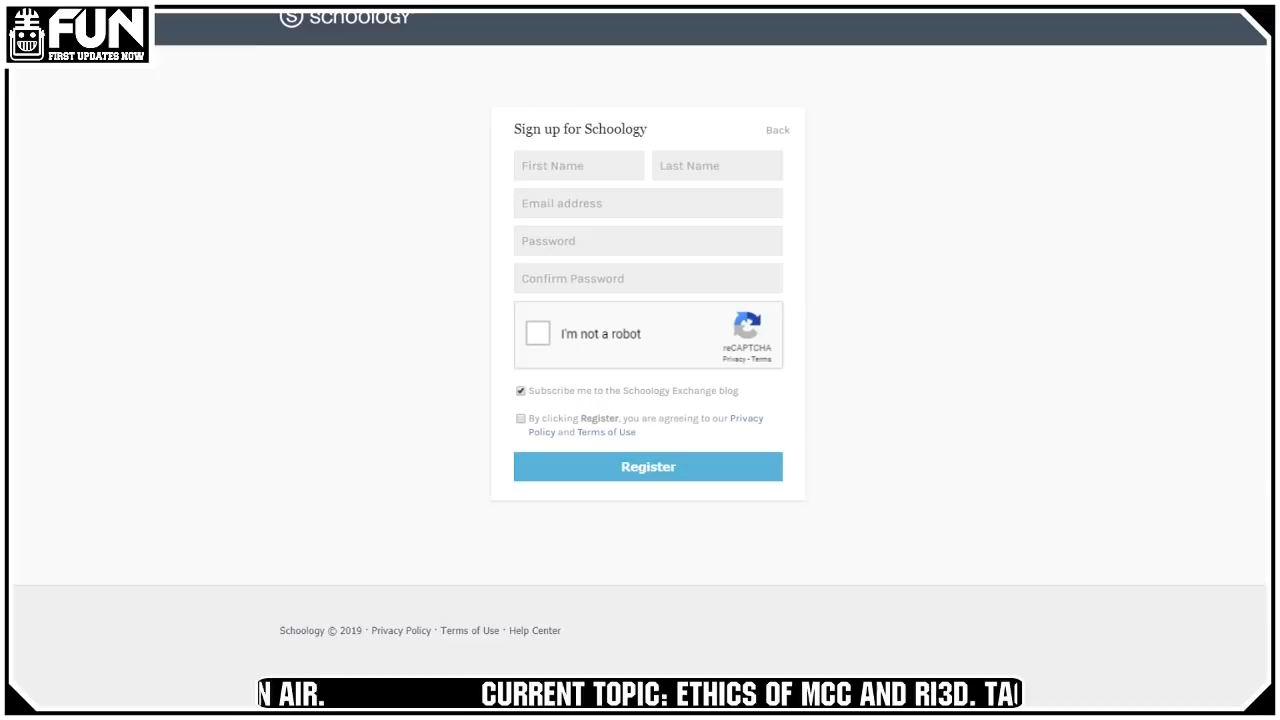 SCHOOLOGY
FUN
FIRST UPDATES NOW
Sign up for Schoology
Back
First Name
Last Name
Email address
Password
Confirm Password
I'm not a robot
reCAPTCHA
Privacy - Terms
Subscribe me to the Schoology Exchange blog
By clicking Register, you are agreeing to our Privacy
Policy and Terms of Use
Register
Schoology © 2019 · Privacy Policy · Terms of Use · Help Center
N AIR. CURRENT TOPIC: ETHICS OF MCC AND RI3D.